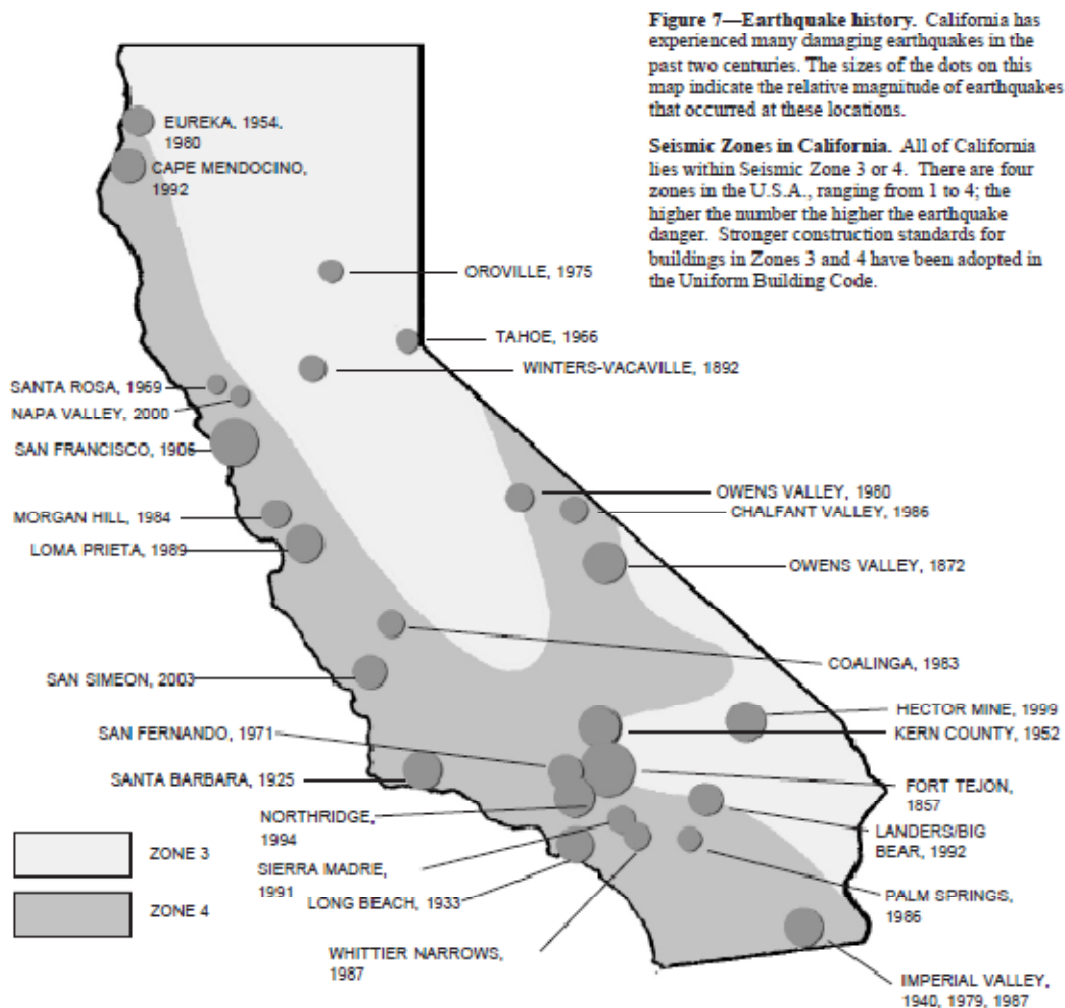 Figure 7—Earthquake history. California has
experienced many damaging earthquakes in the
past two centuries. The sizes of the dots on this
map indicate the relative magnitude of earthquakes
that occurred at these locations.
Seismic Zones in California. All of California
lies within Seismic Zone 3 or 4. There are four
zones in the U.S.A., ranging from 1 to 4; the
higher the number the higher the earthquake
danger. Stronger construction standards for
buildings in Zones 3 and 4 have been adopted in
the Uniform Building Code.
EUREKA, 1954,
1980
CAPE MENDOCINO,
1992
OROVILLE, 1975
TAHOE, 1966
WINTERS-VACAVILLE, 1892
SANTA ROSA, 1969
NAPA VALLEY, 2000
SAN FRANCISCO, 1906
OWENS VALLEY, 1980
CHALFANT VALLEY, 1986
MORGAN HILL, 1984
LOMA PRIETA, 1989
OWENS VALLEY, 1872
COALINGA, 1983
SAN SIMEON, 2003
HECTOR MINE, 1999
KERN COUNTY, 1952
SAN FERNANDO, 1971
SANTA BARBARA, 1925
FORT TEJON,
1857
NORTHRIDGE,
1994
LANDERS/BIG
BEAR, 1992
SIERRA MADRE,
1991
PALM SPRINGS,
1986
LONG BEACH, 1933
WHITTIER NARROWS,
1987
IMPERIAL VALLEY,
1940, 1979, 1987
ZONE 3
ZONE 4